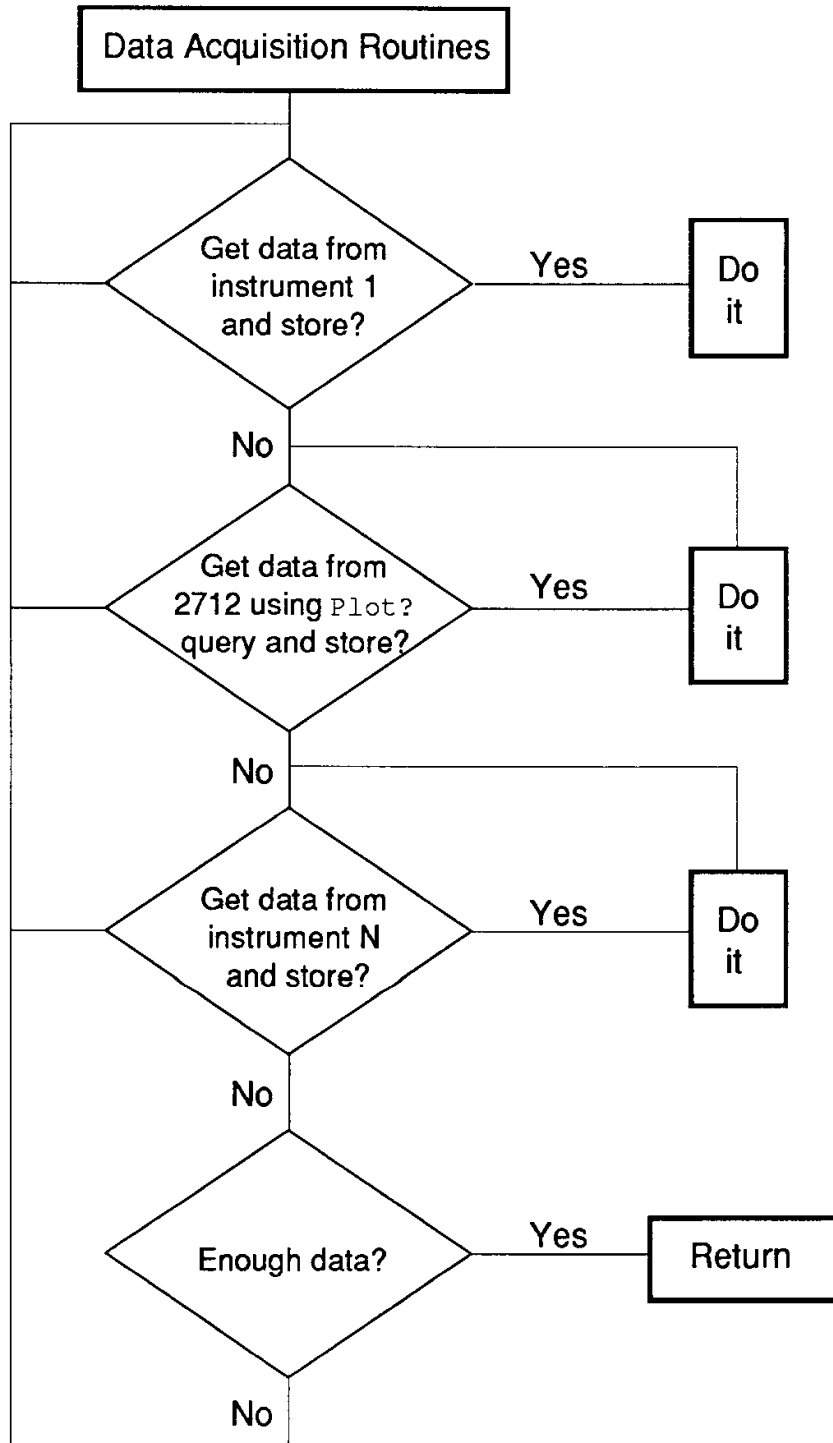 Data Acquisition Routines
Get data from
instrument 1
and store?
Yes
Do
it
No
Get data from
2712 using Plot?
query and store?
Yes
Do
it
No
Get data from
instrument N
and store?
Yes
Do
it
No
Enough data?
Yes
Return
No